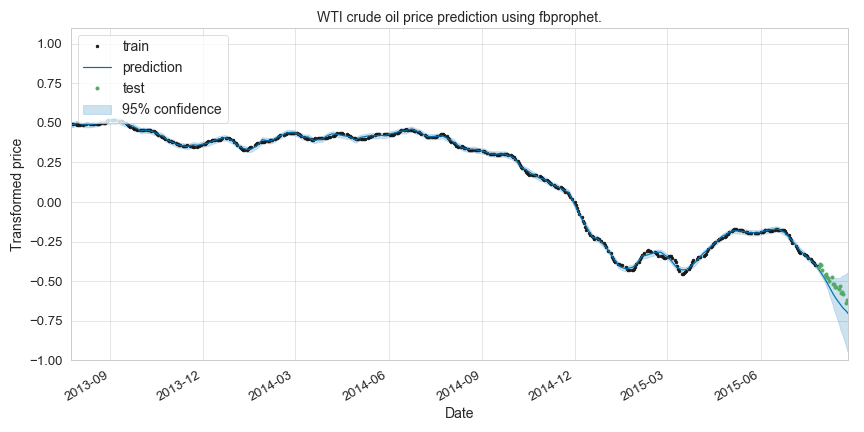 WTI crude oil price prediction using fbprophet.
train
prediction
test
95% confidence
1.00
0.75
0.50
0.25
0.00
−0.25
−0.50
−0.75
−1.00
Transformed price
2013-09
2013-12
2014-03
2014-06
2014-09
2014-12
2015-03
2015-06
Date